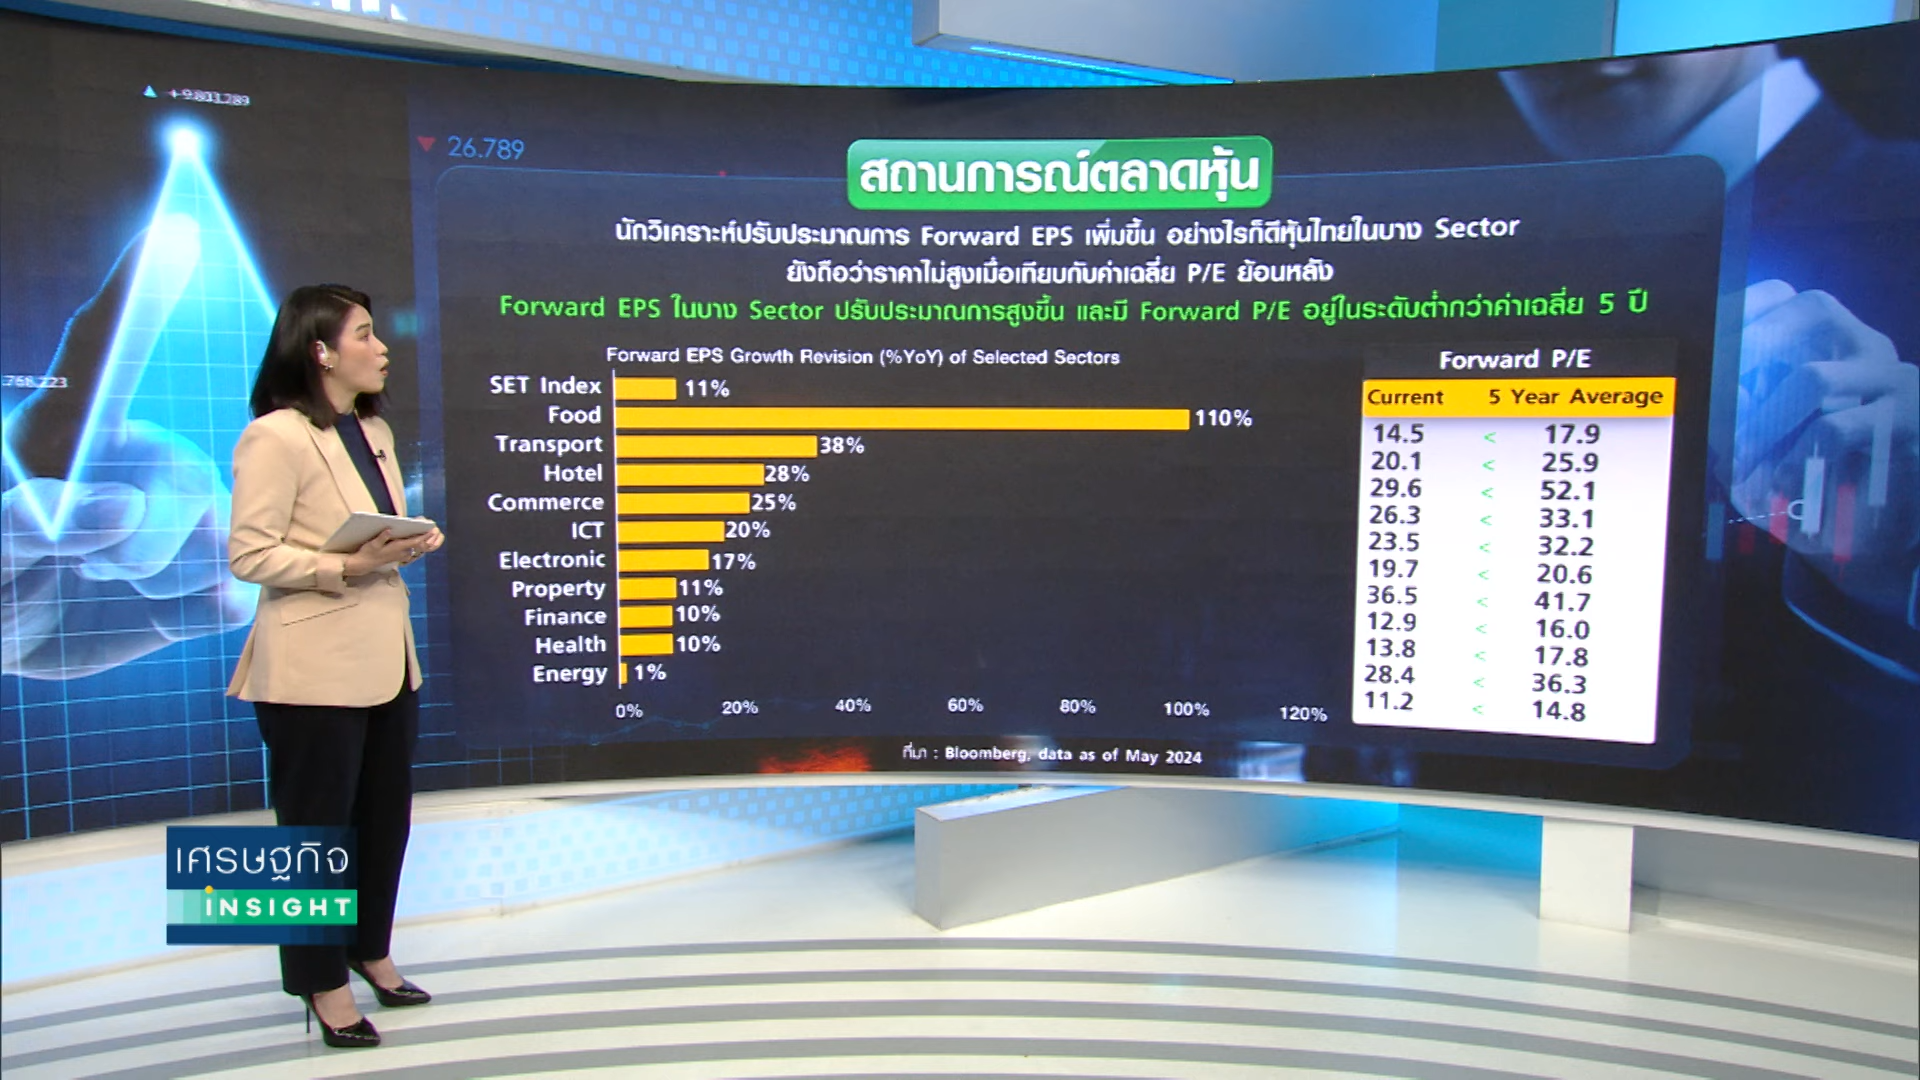 +9.803.289
26.789
.768.223
สถานการณ์ตลาดหุ้น
นักวิเคราะห์ปรับประมาณการ Forward EPS เพิ่มขึ้น อย่างไรก็ดีหุ้นไทยในบาง Sector
ยังถือว่าราคาไม่สูงเมื่อเทียบกับค่าเฉลี่ย P/E ย้อนหลัง
Forward EPS ในบาง Sector ปรับประมาณการสูงขึ้น และมี Forward P/E อยู่ในระดับต่ำกว่าค่าเฉลี่ย 5 ปี
Forward EPS Growth Revision (%YoY) of Selected Sectors
SET Index 11%
Food 110%
Transport 38%
Hotel 28%
Commerce 25%
ICT 20%
Electronic 17%
Property 11%
Finance 10%
Health 10%
Energy 1%
0% 20% 40% 60% 80% 100% 120%
Forward P/E
Current 5 Year Average
14.5 < 17.9
20.1 < 25.9
29.6 < 52.1
26.3 < 33.1
23.5 < 32.2
19.7 < 20.6
36.5 < 41.7
12.9 < 16.0
13.8 < 17.8
28.4 < 36.3
11.2 < 14.8
ที่มา : Bloomberg, data as of May 2024
เศรษฐกิจ
INSIGHT